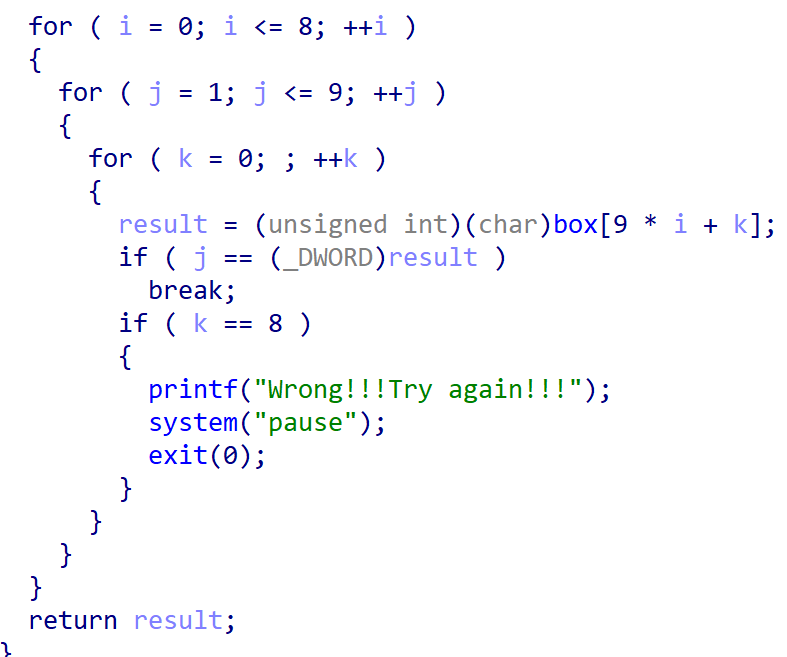 for ( i = 0; i <= 8; ++i )
{
for ( j = 1; j <= 9; ++j )
{
for ( k = 0; ; ++k )
{
result = (unsigned int)(char)box[9 * i + k];
if ( j == (_DWORD)result )
break;
if ( k == 8 )
{
printf("Wrong!!!Try again!!!");
system("pause");
exit(0);
}
}
}
}
return result;
}